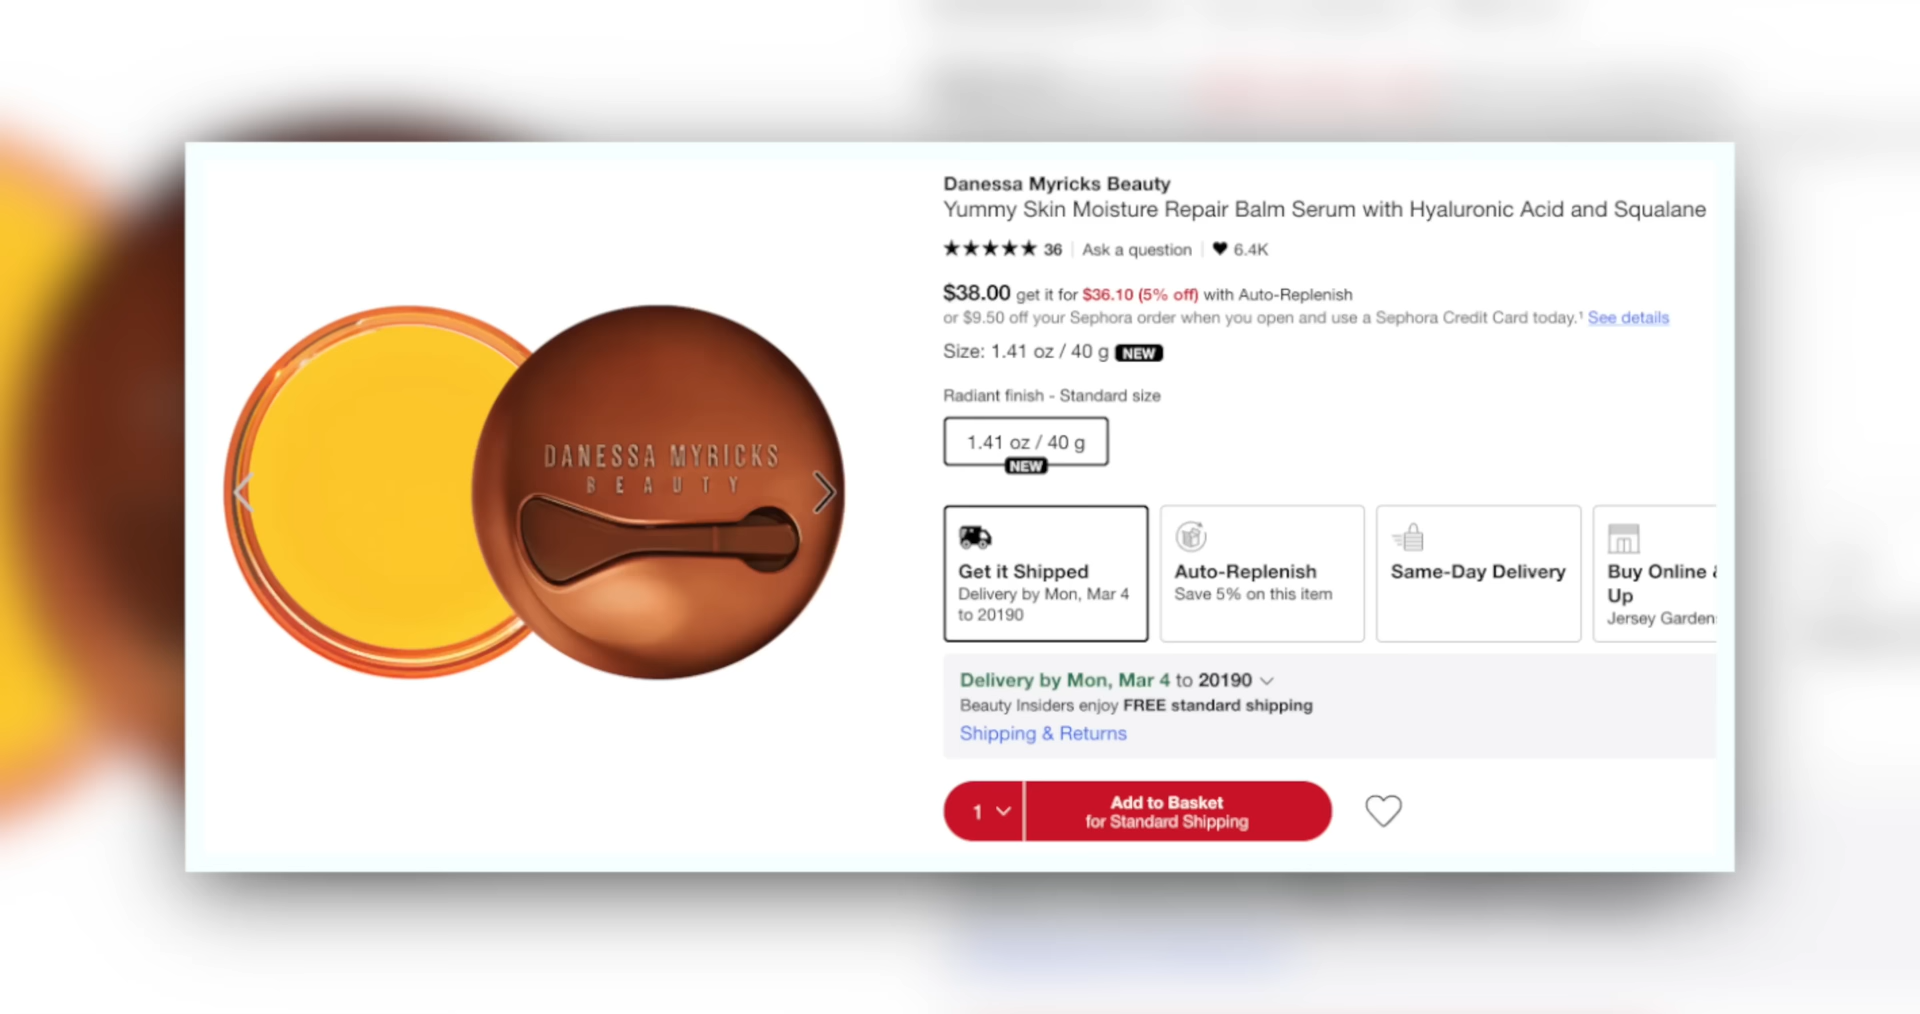 Danessa Myricks Beauty
Yummy Skin Moisture Repair Balm Serum with Hyaluronic Acid and Squalane
36 | Ask a question | 6.4K
$38.00 get it for $36.10 (5% off) with Auto-Replenish
or $9.50 off your Sephora order when you open and use a Sephora Credit Card today.¹ See details
Size: 1.41 oz / 40 g NEW
Radiant finish - Standard size
1.41 oz / 40 g
NEW
DANESSA MYRICKS
BEAUTY
Get it Shipped
Delivery by Mon, Mar 4
to 20190
Auto-Replenish
Save 5% on this item
Same-Day Delivery
Buy Online
Up
Jersey Garden
Delivery by Mon, Mar 4 to 20190
Beauty Insiders enjoy FREE standard shipping
Shipping & Returns
1
Add to Basket
for Standard Shipping